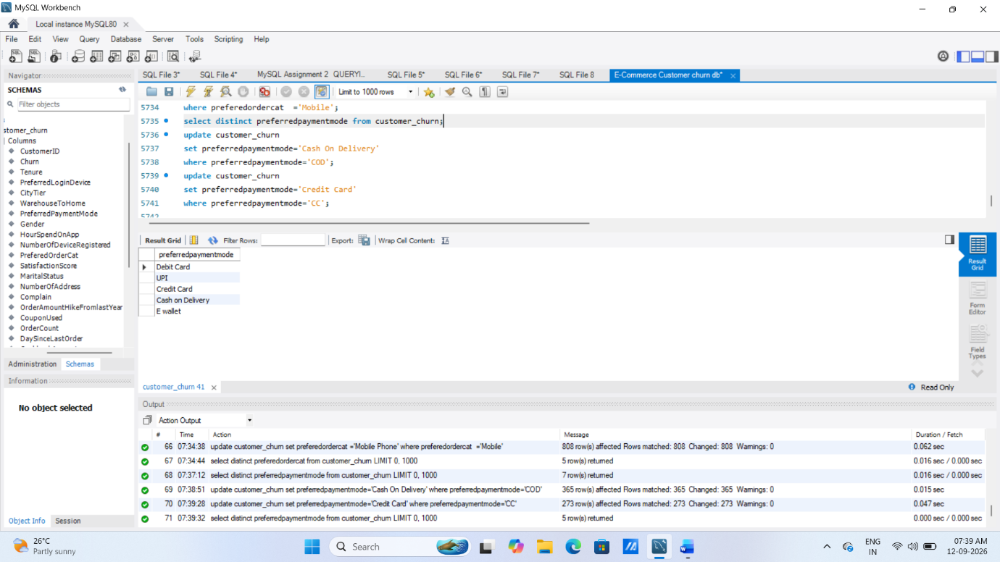 MySQL Workbench
Local instance MySQL80
File Edit View Query Database Server Tools Scripting Help
Navigator
SCHEMAS
Filter objects
stomer_churn
Columns
CustomerID
Churn
Tenure
PreferredLoginDevice
CityTier
WarehouseToHome
PreferredPaymentMode
Gender
HourSpendOnApp
NumberOfDeviceRegistered
PreferedOrderCat
SatisfactionScore
MaritalStatus
NumberOfAddress
Complain
OrderAmountHikeFromlastYear
CouponUsed
OrderCount
DaySinceLastOrder
Administration Schemas
Information
No object selected
Object Info Session
SQL File 3* SQL File 4* MySQL Assignment 2 QUERYI... SQL File 5* SQL File 6* SQL File 7* SQL File 8 E-Commerce Customer churn db*
Limit to 1000 rows
5734 where preferedordercat ='Mobile';
5735 select distinct preferredpaymentmode from customer_churn;
5736 update customer_churn
5737 set preferredpaymentmode='Cash On Delivery'
5738 where preferredpaymentmode='COD';
5739 update customer_churn
5740 set preferredpaymentmode='Credit Card'
5741 where preferredpaymentmode='CC';
5742
Result Grid Filter Rows: Export: Wrap Cell Content:
preferredpaymentmode
Debit Card
UPI
Credit Card
Cash on Delivery
E wallet
Result Grid
Form Editor
Field Types
customer_churn 41
Read Only
Output
Action Output
# Time Action Message Duration / Fetch
66 07:34:38 update customer_churn set preferedordercat ='Mobile Phone' where preferedordercat ='Mobile' 808 row(s) affected Rows matched: 808 Changed: 808 Warnings: 0 0.062 sec
67 07:34:44 select distinct preferedordercat from customer_churn LIMIT 0, 1000 5 row(s) returned 0.016 sec / 0.000 sec
68 07:37:12 select distinct preferredpaymentmode from customer_churn LIMIT 0, 1000 7 row(s) returned 0.016 sec / 0.000 sec
69 07:38:51 update customer_churn set preferredpaymentmode='Cash On Delivery' where preferredpaymentmode='COD' 365 row(s) affected Rows matched: 365 Changed: 365 Warnings: 0 0.015 sec
70 07:39:28 update customer_churn set preferredpaymentmode='Credit Card' where preferredpaymentmode='CC' 273 row(s) affected Rows matched: 273 Changed: 273 Warnings: 0 0.047 sec
71 07:39:32 select distinct preferredpaymentmode from customer_churn LIMIT 0, 1000 5 row(s) returned 0.000 sec / 0.000 sec
26°C
Partly sunny
Search
ENG
IN
07:39 AM
12-09-2026